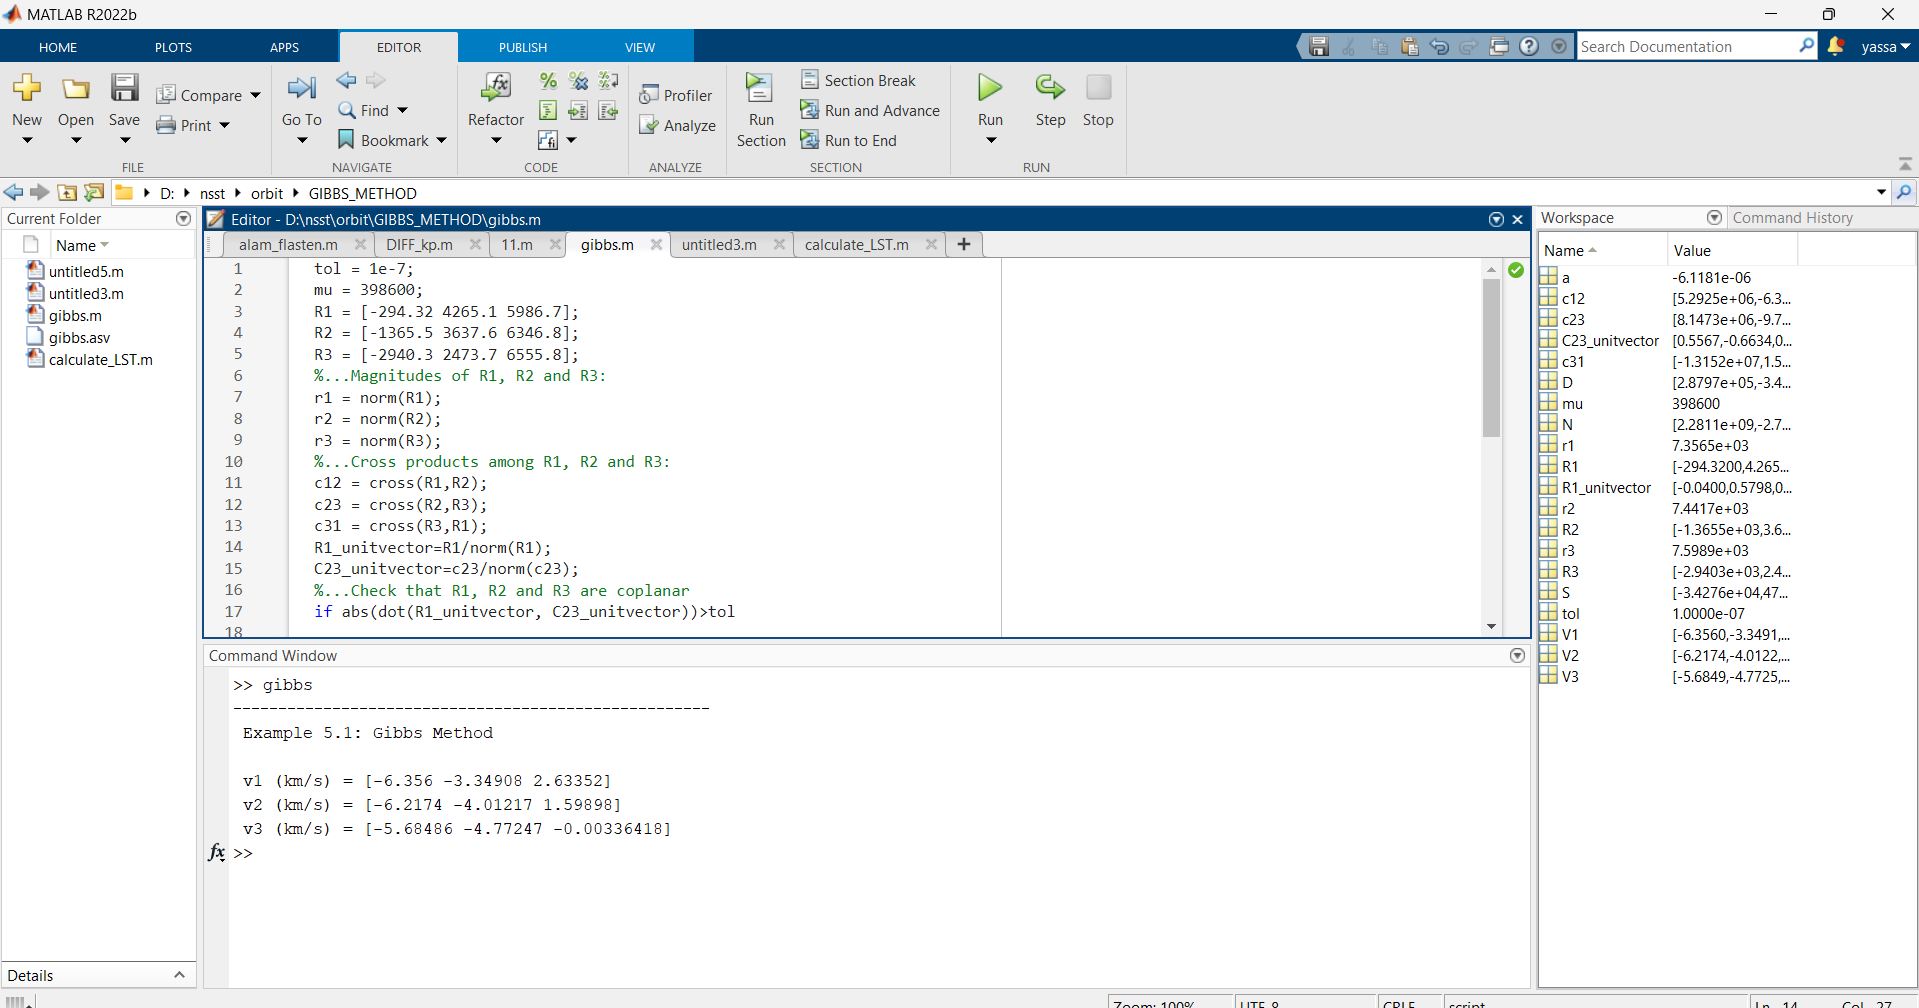 MATLAB R2022b
HOME PLOTS APPS EDITOR PUBLISH VIEW
Search Documentation
yassa
New
Open
Save
Compare
Print
FILE
Go To
Find
Bookmark
NAVIGATE
Refactor
CODE
Profiler
Analyze
ANALYZE
Run Section
Section Break
Run and Advance
Run to End
SECTION
Run
Step
Stop
RUN
D: nsst orbit GIBBS_METHOD
Current Folder
Name
untitled5.m
untitled3.m
gibbs.m
gibbs.asv
calculate_LST.m
Details
Editor - D:\nsst\orbit\GIBBS_METHOD\gibbs.m
alam_flasten.m DIFF_kp.m 11.m gibbs.m untitled3.m calculate_LST.m
1 tol = 1e-7;
2 mu = 398600;
3 R1 = [-294.32 4265.1 5986.7];
4 R2 = [-1365.5 3637.6 6346.8];
5 R3 = [-2940.3 2473.7 6555.8];
6 %...Magnitudes of R1, R2 and R3:
7 r1 = norm(R1);
8 r2 = norm(R2);
9 r3 = norm(R3);
10 %...Cross products among R1, R2 and R3:
11 c12 = cross(R1,R2);
12 c23 = cross(R2,R3);
13 c31 = cross(R3,R1);
14 R1_unitvector=R1/norm(R1);
15 C23_unitvector=c23/norm(c23);
16 %...Check that R1, R2 and R3 are coplanar
17 if abs(dot(R1_unitvector, C23_unitvector))>tol
18
Command Window
>> gibbs
-----------------------------------------------------
Example 5.1: Gibbs Method
v1 (km/s) = [-6.356 -3.34908 2.63352]
v2 (km/s) = [-6.2174 -4.01217 1.59898]
v3 (km/s) = [-5.68486 -4.77247 -0.00336418]
fx >>
Workspace
Command History
Name Value
a -6.1181e-06
c12 [5.2925e+06,-6.3...
c23 [8.1473e+06,-9.7...
C23_unitvector [0.5567,-0.6634,0...
c31 [-1.3152e+07,1.5...
D [2.8797e+05,-3.4...
mu 398600
N [2.2811e+09,-2.7...
r1 7.3565e+03
R1 [-294.3200,4.265...
R1_unitvector [-0.0400,0.5798,0...
r2 7.4417e+03
R2 [-1.3655e+03,3.6...
r3 7.5989e+03
R3 [-2.9403e+03,2.4...
S [-3.4276e+04,47...
tol 1.0000e-07
V1 [-6.3560,-3.3491,...
V2 [-6.2174,-4.0122,...
V3 [-5.6849,-4.7725,...
Zoom: 100% UTF-8 CRLF script Ln 14 Col 27